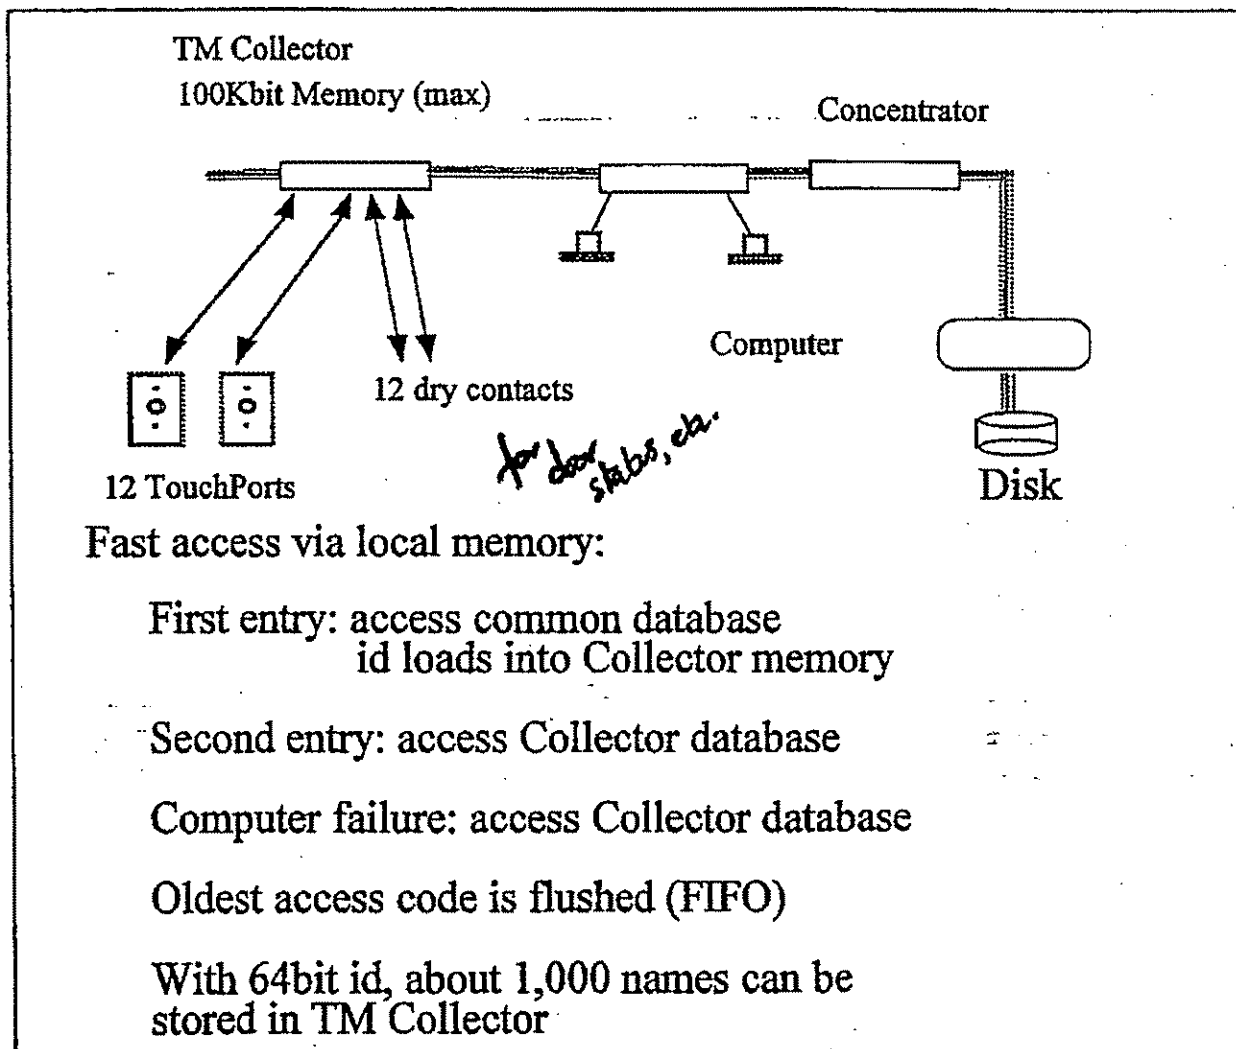 TM Collector
100Kbit Memory (max)
Concentrator
Computer
12 dry contacts
for door
status, etc.
12 TouchPorts
Disk
Fast access via local memory:
First entry: access common database
id loads into Collector memory
Second entry: access Collector database
Computer failure: access Collector database
Oldest access code is flushed (FIFO)
With 64bit id, about 1,000 names can be
stored in TM Collector